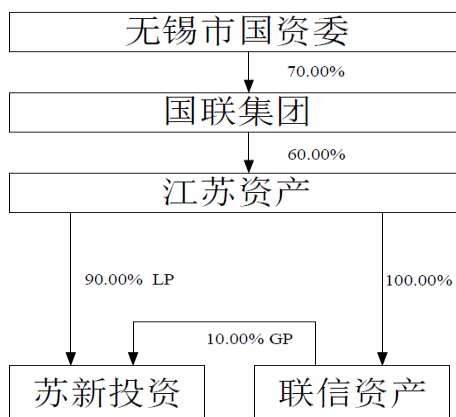 无锡市国资委
70.00%
国联集团
60.00%
江苏资产
90.00% LP
100.00%
10.00% GP
苏新投资
联信资产